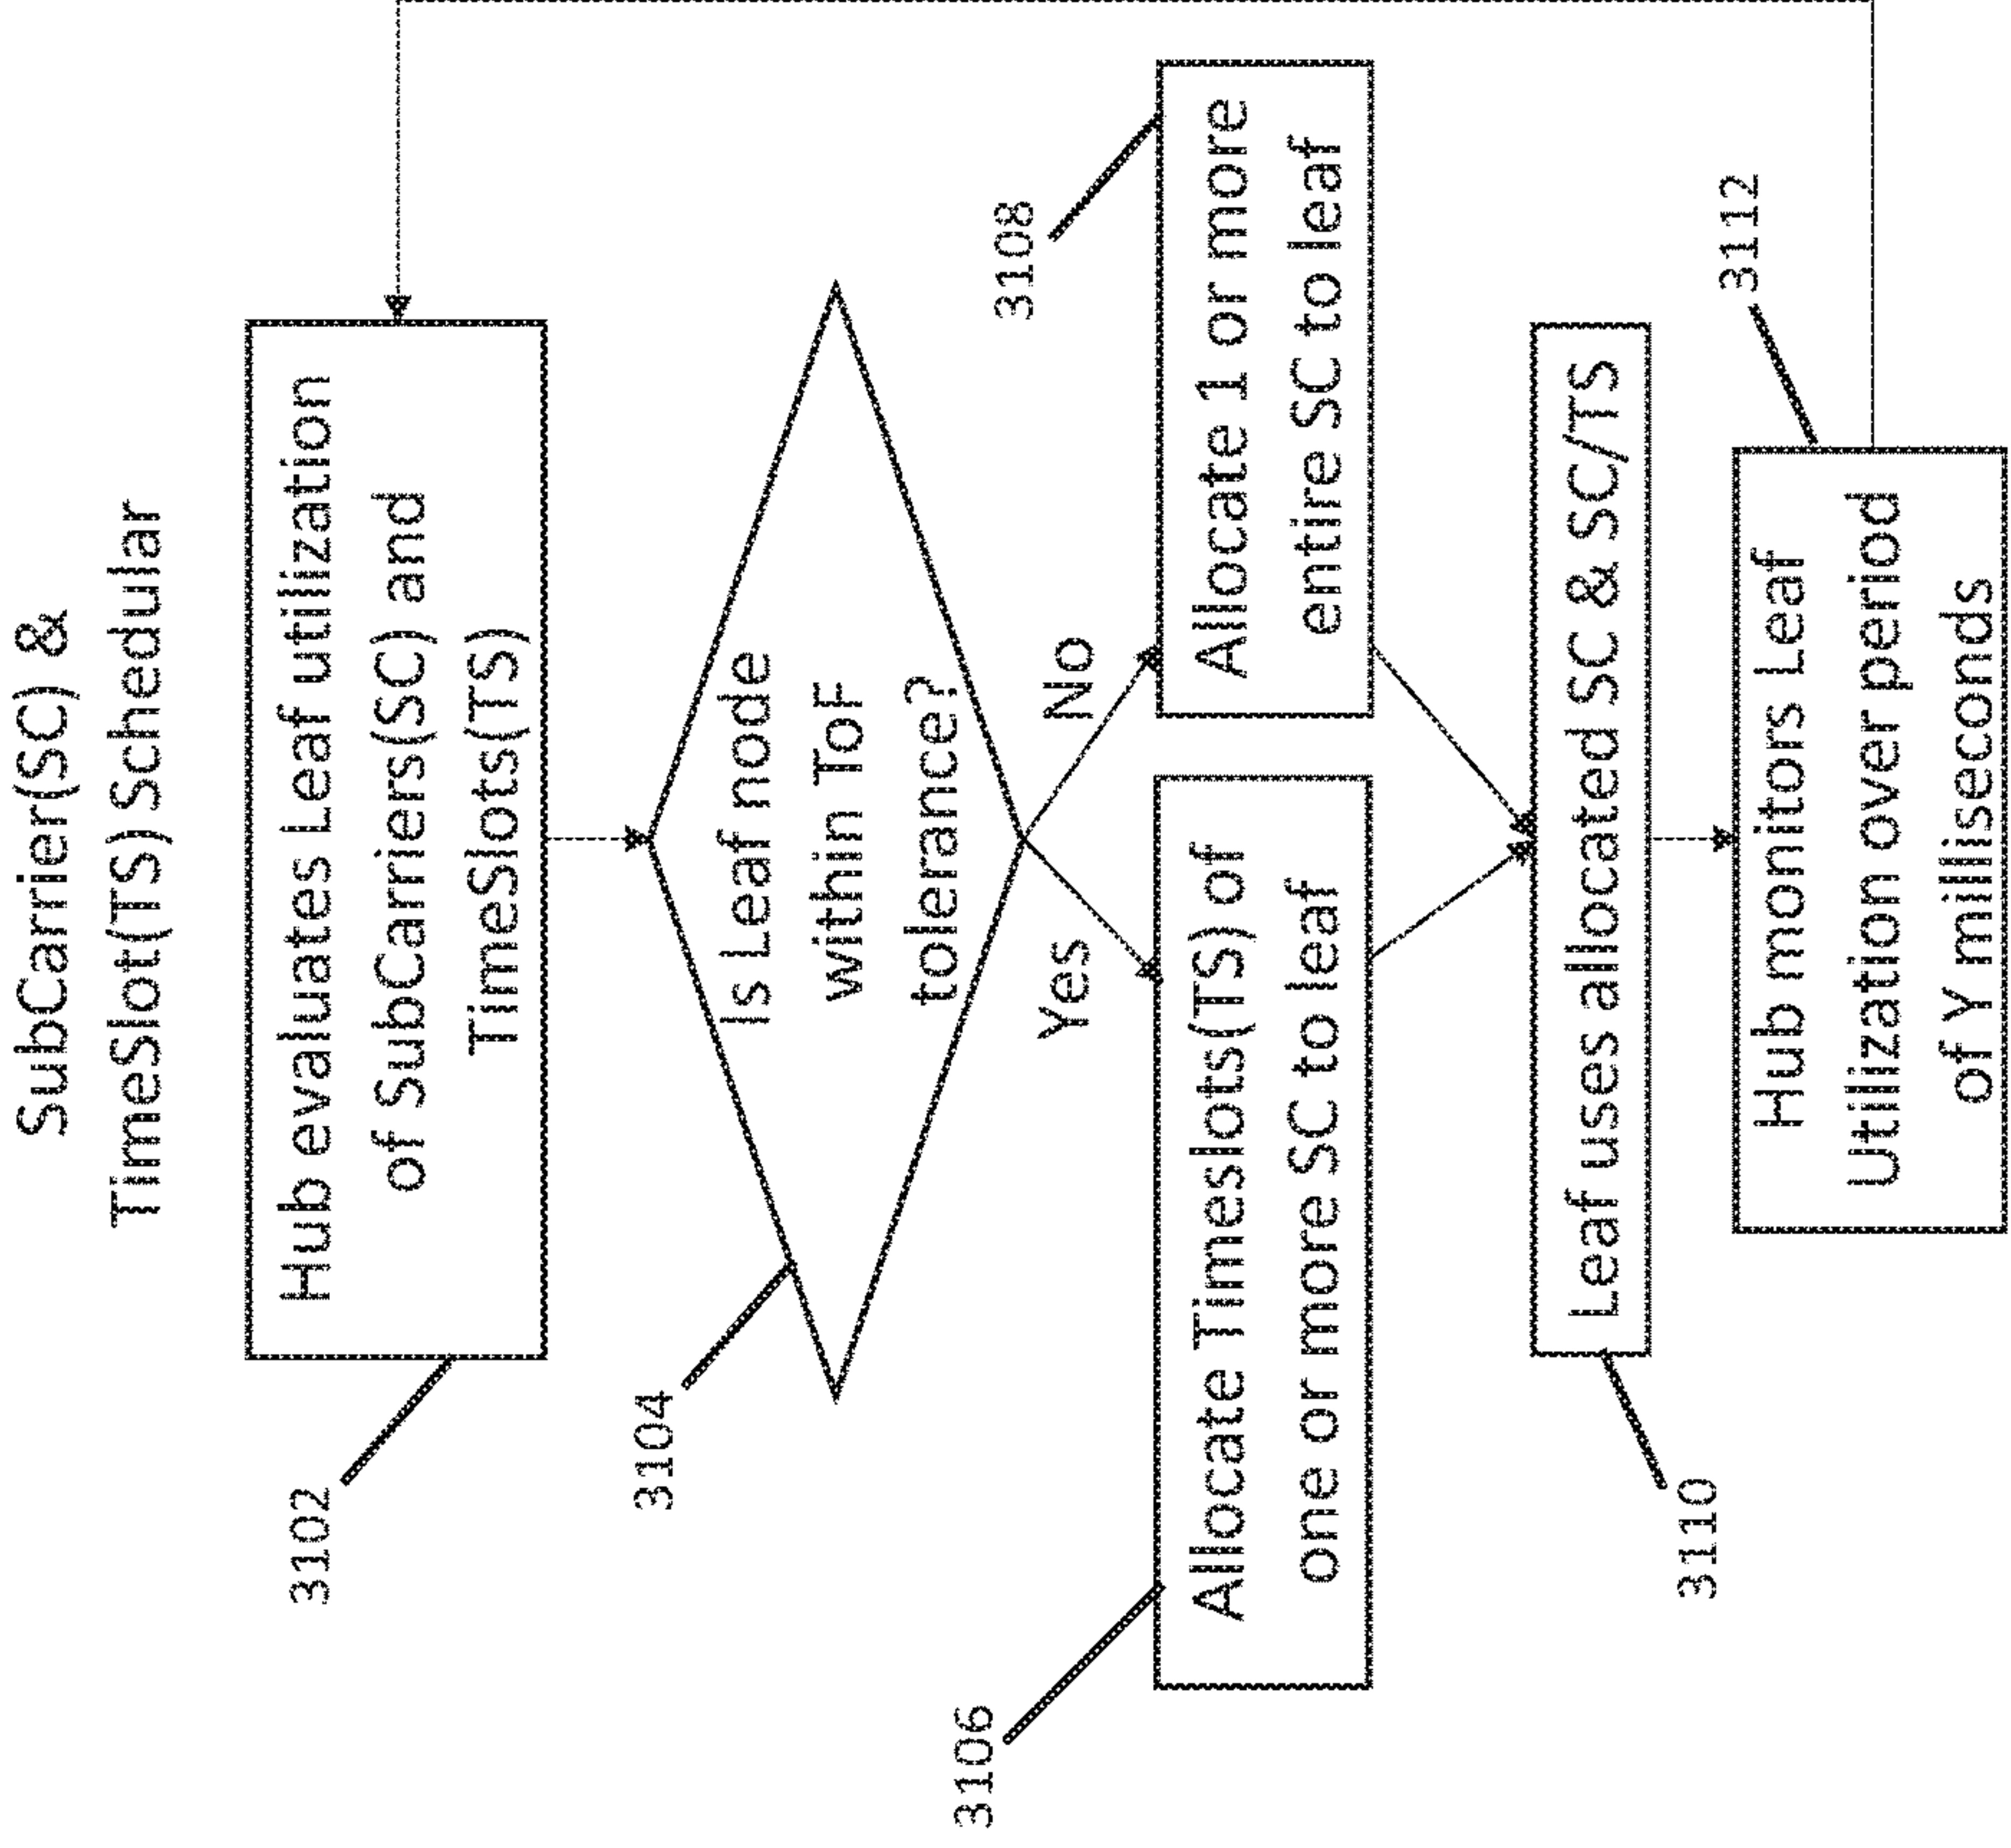 SubCarrier(SC) &
TimeSlot(TS) Schedular
3102
Hub evaluates Leaf utilization
of SubCarriers(SC) and
TimeSlots(TS)
3104
Is Leaf node
within ToF
tolerance?
Yes
No
3106
Allocate Timeslots(TS) of
one or more SC to leaf
3108
Allocate 1 or more
entire SC to leaf
3110
Leaf uses allocated SC & SC/TS
3112
Hub monitors Leaf
Utilization over period
of Y milliseconds